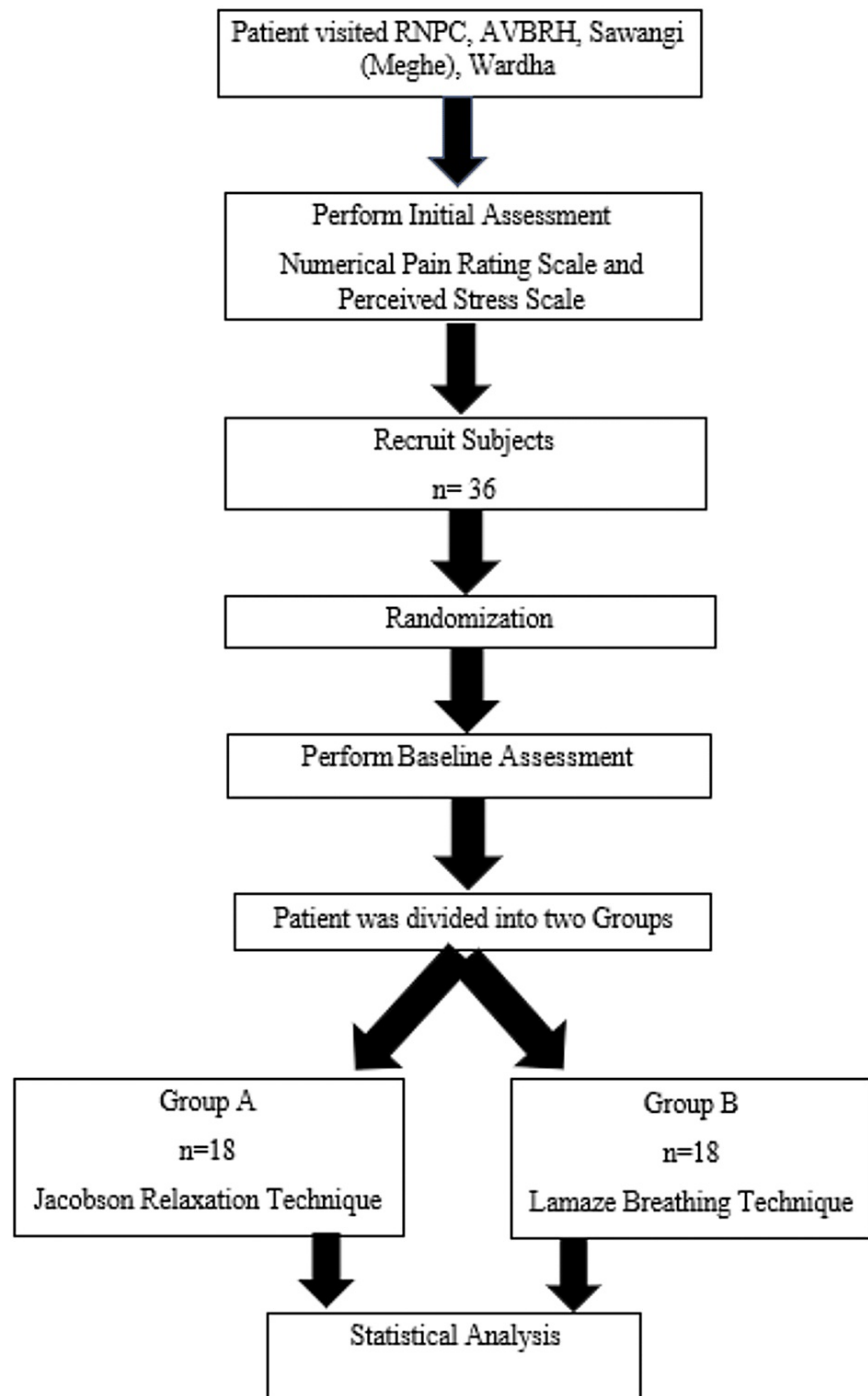 Patient visited RNPC, AVBRH, Sawangi
(Meghe), Wardha
Perform Initial Assessment
Numerical Pain Rating Scale and
Perceived Stress Scale
Recruit Subjects
n= 36
Randomization
Perform Baseline Assessment
Patient was divided into two Groups
Group A
n=18
Jacobson Relaxation Technique
Group B
n=18
Lamaze Breathing Technique
Statistical Analysis